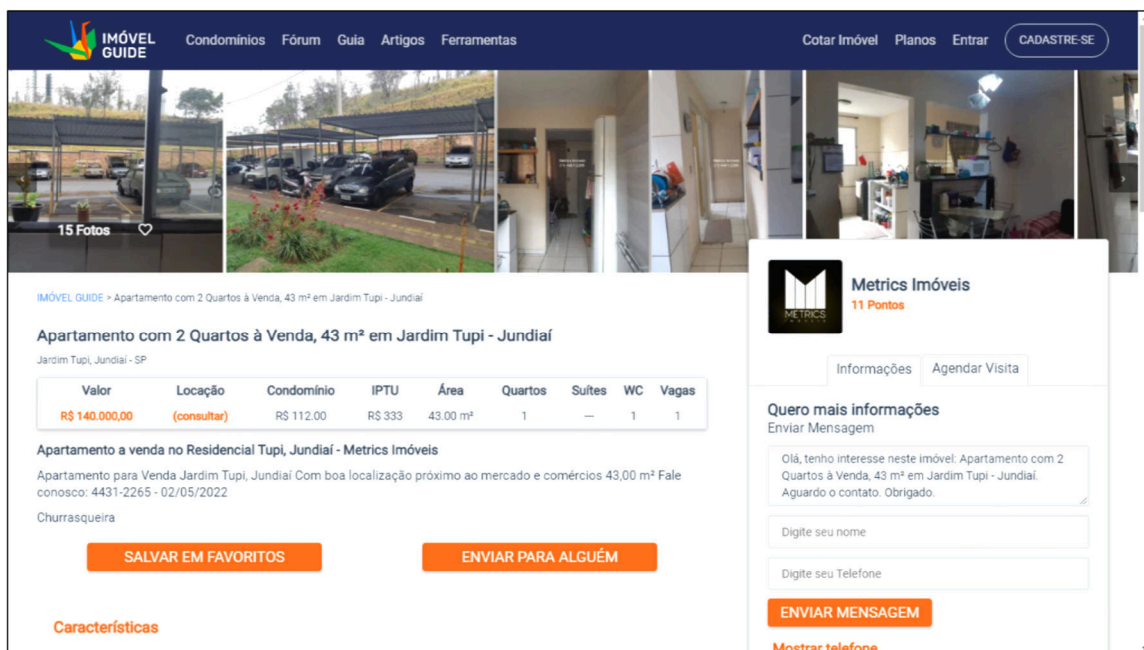 IMÓVEL
GUIDE
Condomínios Fórum Guia Artigos Ferramentas
Cotar Imóvel Planos Entrar CADASTRE-SE
15 Fotos
IMÓVEL GUIDE > Apartamento com 2 Quartos à Venda, 43 m² em Jardim Tupi - Jundiaí
Apartamento com 2 Quartos à Venda, 43 m² em Jardim Tupi - Jundiaí
Jardim Tupi, Jundiaí - SP
Valor Locação Condomínio IPTU Área Quartos Suítes WC Vagas
R$ 140.000,00 (consultar) R$ 112.00 R$ 333 43.00 m² 1 — 1 1
Apartamento a venda no Residencial Tupi, Jundiaí - Metrics Imóveis
Apartamento para Venda Jardim Tupi, Jundiaí Com boa localização próximo ao mercado e comércios 43,00 m² Fale
conosco: 4431-2265 - 02/05/2022
Churrasqueira
SALVAR EM FAVORITOS ENVIAR PARA ALGUÉM
Características
METRICS
Metrics Imóveis
11 Pontos
Informações Agendar Visita
Quero mais informações
Enviar Mensagem
Olá, tenho interesse neste imóvel: Apartamento com 2
Quartos à Venda, 43 m² em Jardim Tupi - Jundiaí.
Aguardo o contato. Obrigado.
Digite seu nome
Digite seu Telefone
ENVIAR MENSAGEM
Mostrar telefone